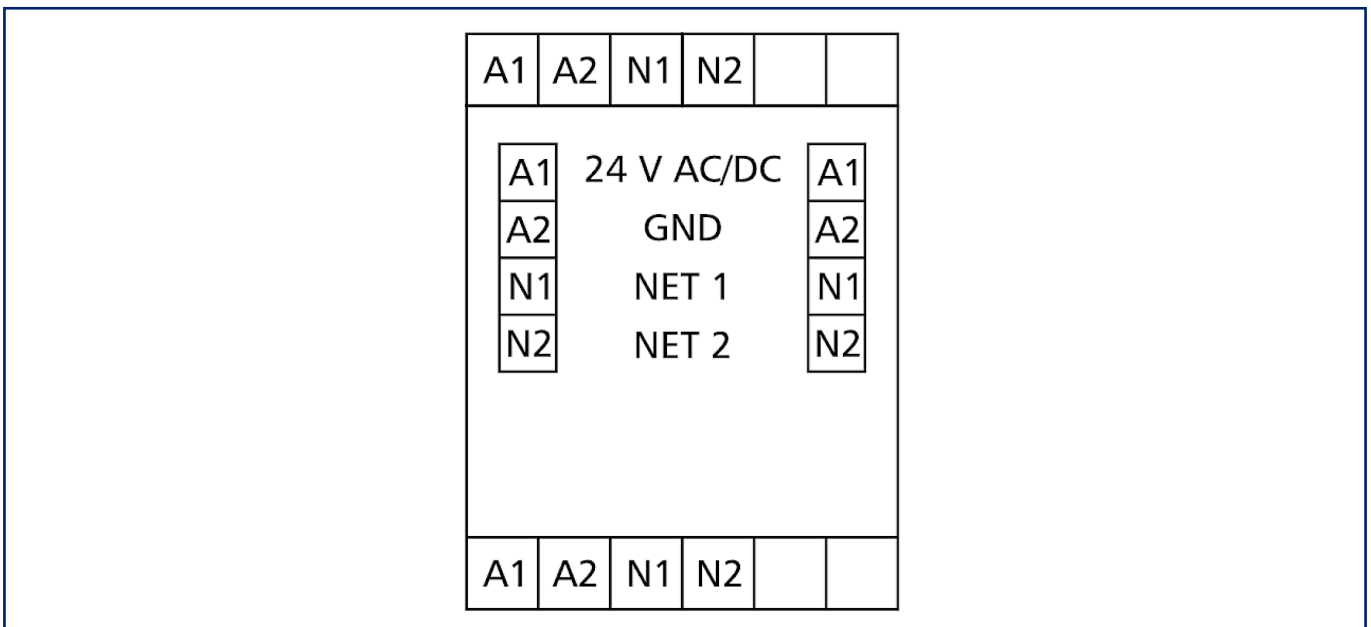 A1 A2 N1 N2
A1 24 V AC/DC A1
A2 GND A2
N1 NET 1 N1
N2 NET 2 N2
A1 A2 N1 N2